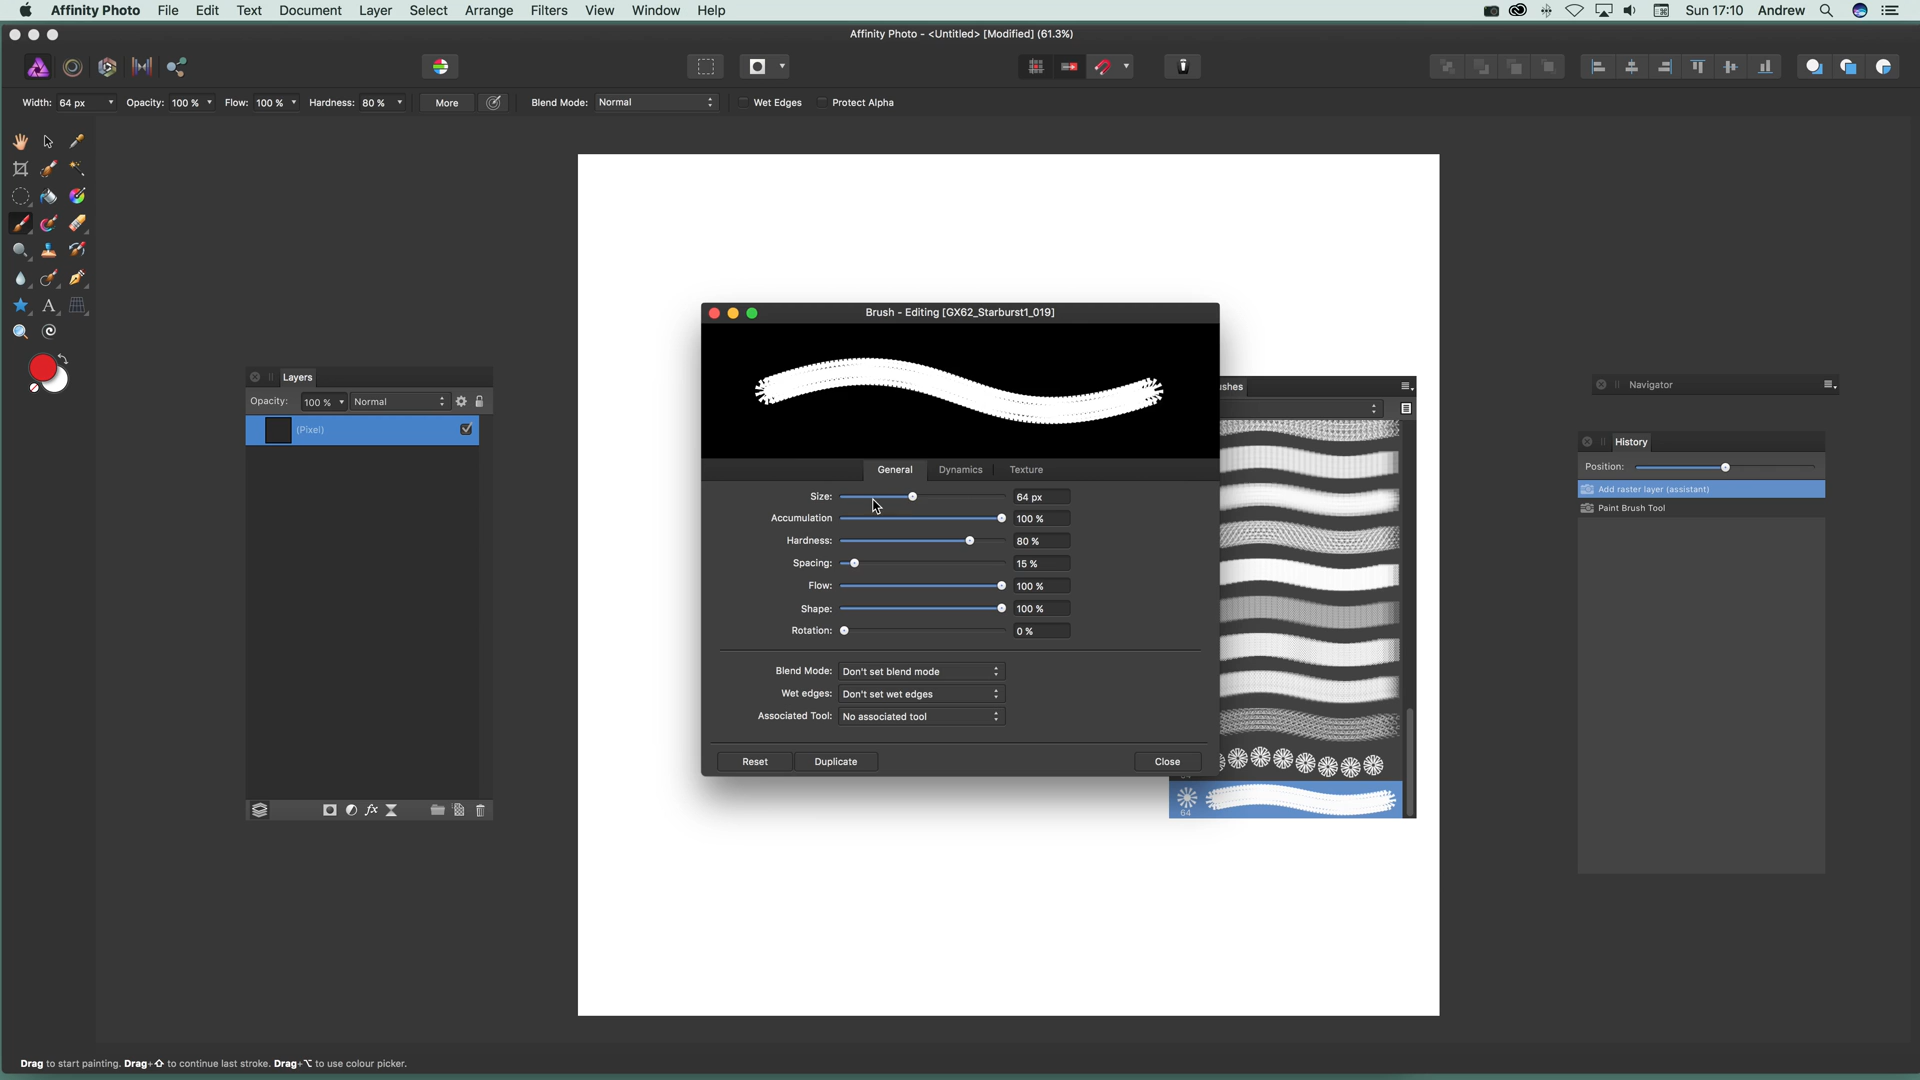 Affinity Photo File Edit Text Document Layer Select Arrange Filters View Window Help Sun 17:10 Andrew
Affinity Photo - <Untitled> [Modified] (61.3%)
Width: 64 px Opacity: 100 % Flow: 100 % Hardness: 80 % More Blend Mode: Normal Wet Edges Protect Alpha
Brush - Editing [GX62_Starburst1_019]
Layers
Opacity: 100 % Normal
(Pixel)
General Dynamics Texture
Size: 64 px
Accumulation 100 %
Hardness: 80 %
Spacing: 15 %
Flow: 100 %
Shape: 100 %
Rotation: 0 %
Blend Mode: Don't set blend mode
Wet edges: Don't set wet edges
Associated Tool: No associated tool
Reset Duplicate Close
ushes
64
Navigator
History
Position:
Add raster layer (assistant)
Paint Brush Tool
Drag to start painting. Drag+⇧ to continue last stroke. Drag+⌥ to use colour picker.